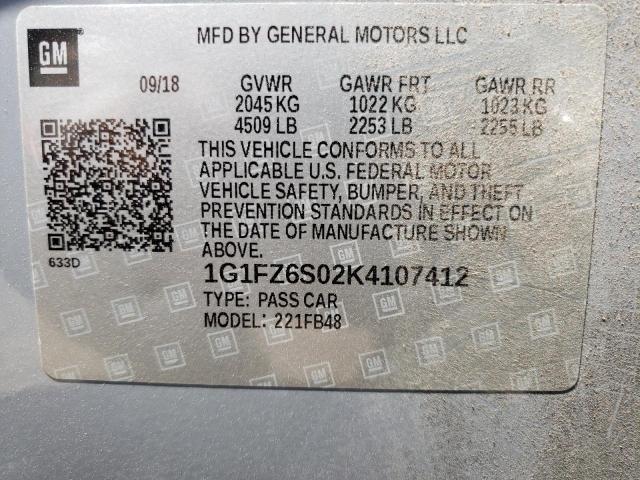 GM
MFD BY GENERAL MOTORS LLC
09/18 GVWR GAWR FRT GAWR RR
2045 KG 1022 KG 1023 KG
4509 LB 2253 LB 2255 LB
THIS VEHICLE CONFORMS TO ALL
APPLICABLE U.S. FEDERAL MOTOR
VEHICLE SAFETY, BUMPER, AND THEFT
PREVENTION STANDARDS IN EFFECT ON
THE DATE OF MANUFACTURE SHOWN
ABOVE.
633D
1G1FZ6S02K4107412
TYPE: PASS CAR
MODEL: 221FB48